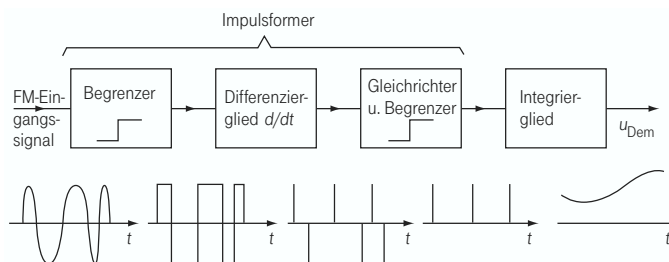 Impulsformer
FM-Ein-
gangs-
signal
Begrenzer
Differenzier-
glied d/dt
Gleichrichter
u. Begrenzer
Integrier-
glied
uDem
t
t
t
t
t